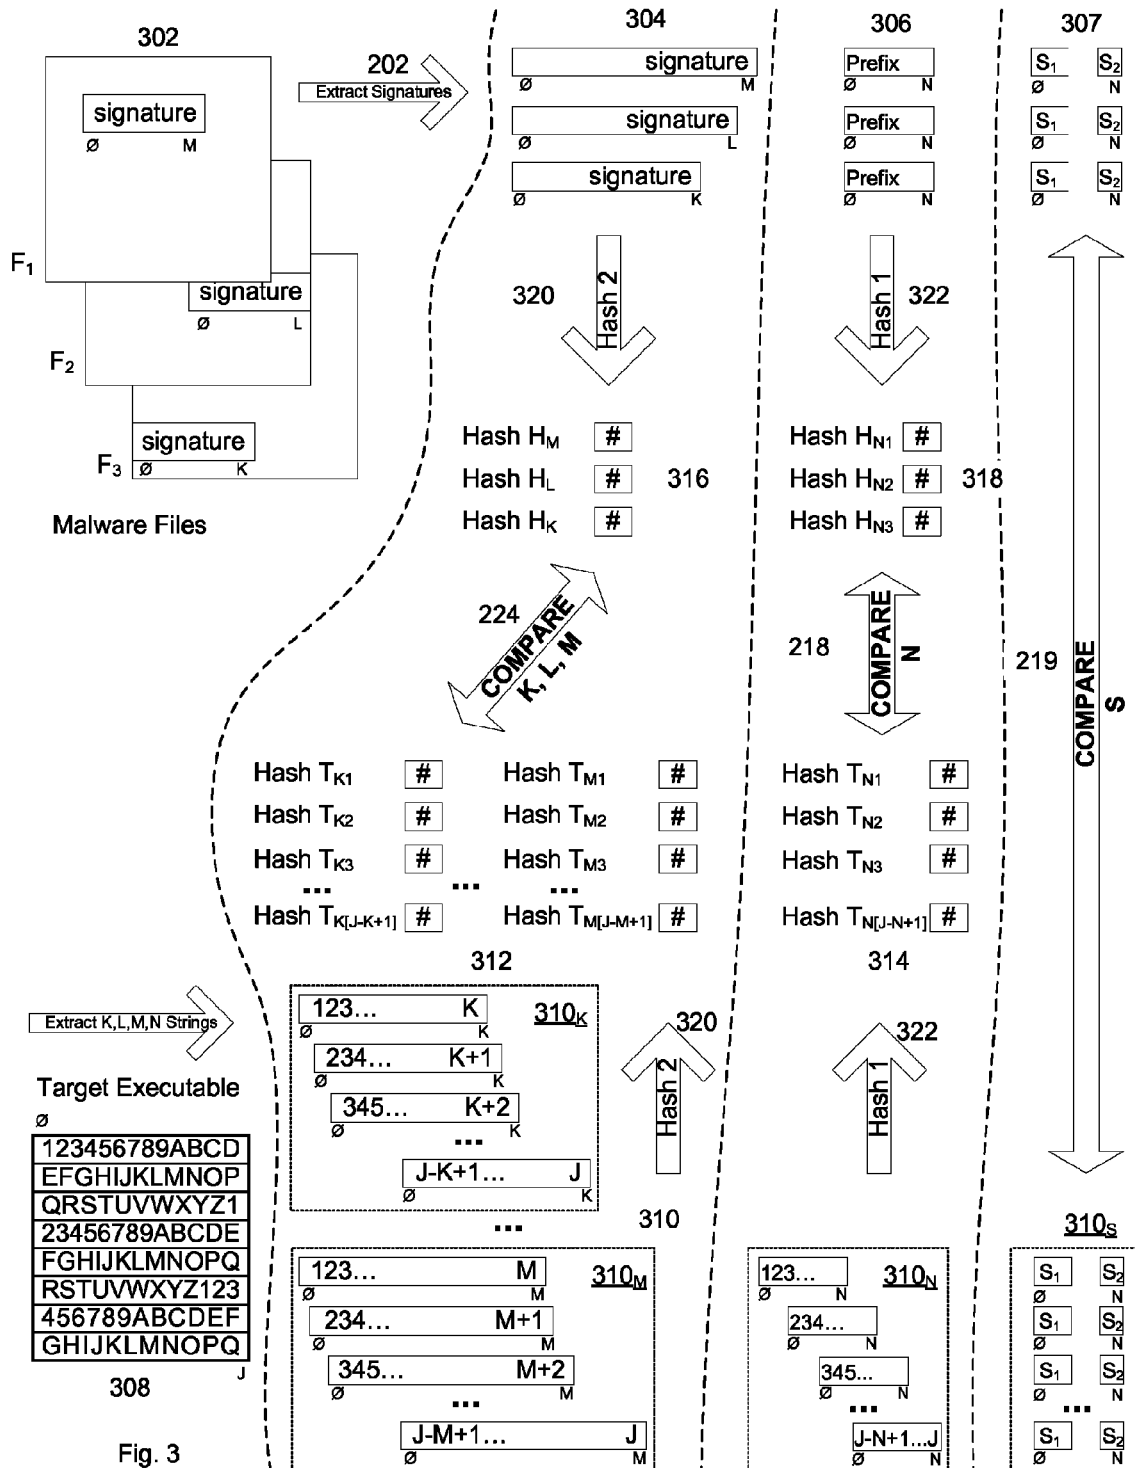 302
signature
Ø M
F1
signature
Ø L
F2
signature
Ø K
F3
Malware Files
202
Extract Signatures
304
signature
Ø M
signature
Ø L
signature
Ø K
306
Prefix
Ø N
Prefix
Ø N
Prefix
Ø N
307
S1 S2
Ø N
S1 S2
Ø N
S1 S2
Ø N
320
Hash 2
Hash 1
322
Hash HM #
Hash HL #
Hash HK #
316
Hash HN1 #
Hash HN2 #
Hash HN3 #
318
224
COMPARE
K, L, M
218
COMPARE
N
219
COMPARE
S
Hash TK1 #
Hash TK2 #
Hash TK3 #
...
Hash TK[J-K+1] #
...
Hash TM1 #
Hash TM2 #
Hash TM3 #
...
Hash TM[J-M+1] #
312
Hash TN1 #
Hash TN2 #
Hash TN3 #
Hash TN[J-N+1] #
314
Extract K,L,M,N Strings
Target Executable
Ø
123456789ABCD
EFGHIJKLMNOP
QRSTUVWXYZ1
23456789ABCDE
FGHIJKLMNOPQ
RSTUVWXYZ123
456789ABCDEF
GHIJKLMNOPQ
J
308
123... K
Ø K
310K
234... K+1
Ø K
345... K+2
Ø K
...
J-K+1... J
Ø K
...
320
Hash 2
310
322
Hash 1
123... M
Ø M
310M
234... M+1
Ø M
345... M+2
Ø M
...
J-M+1... J
Ø M
123...
Ø N
310N
234...
Ø N
345...
Ø N
...
J-N+1...J
Ø N
310S
S1 S2
Ø N
S1 S2
Ø N
S1 S2
Ø N
...
S1 S2
Ø N
Fig. 3